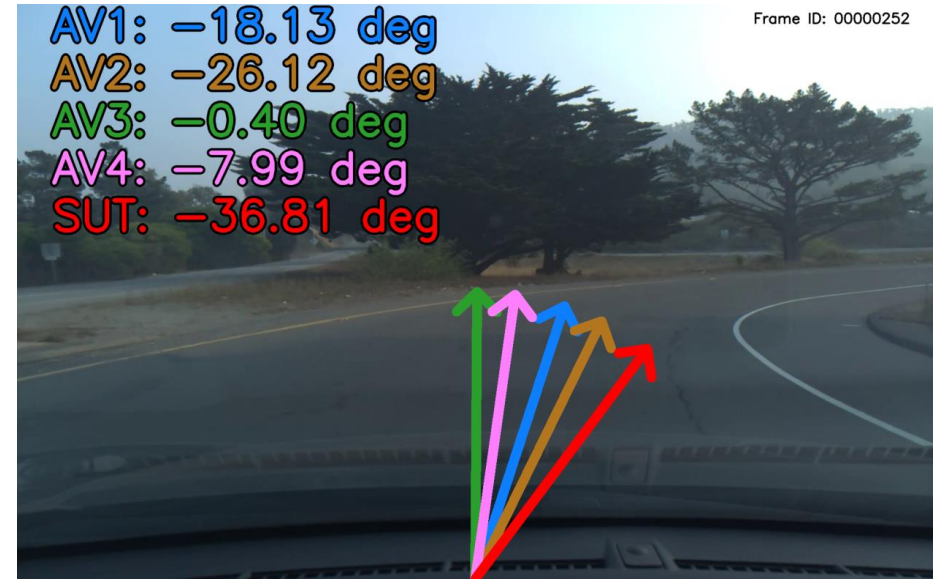 AV1: −18.13 deg
Frame ID: 00000252
AV2: −26.12 deg
AV3: −0.40 deg
AV4: −7.99 deg
SUT: −36.81 deg